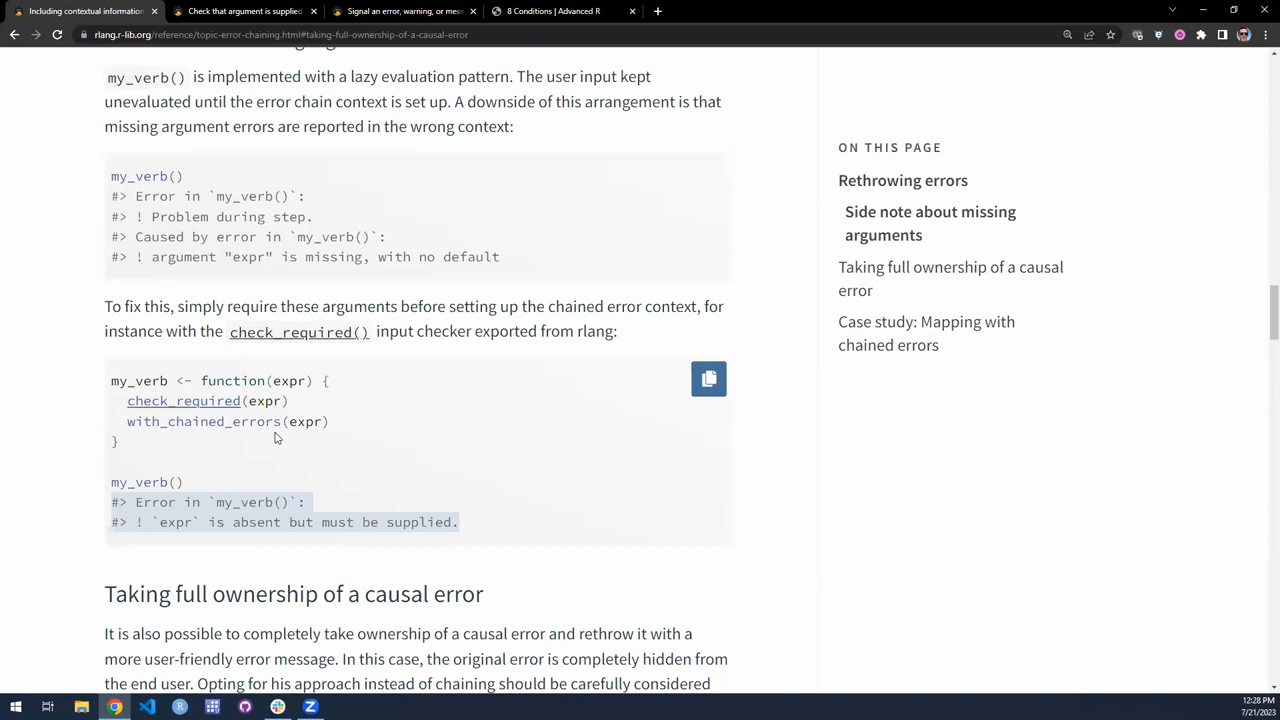 Including contextual information
Check that argument is supplied
Signal an error, warning, or mess
8 Conditions | Advanced R
rlang.r-lib.org/reference/topic-error-chaining.html#taking-full-ownership-of-a-causal-error
my_verb() is implemented with a lazy evaluation pattern. The user input kept
unevaluated until the error chain context is set up. A downside of this arrangement is that
missing argument errors are reported in the wrong context:
my_verb()
#> Error in `my_verb()`:
#> ! Problem during step.
#> Caused by error in `my_verb()`:
#> ! argument "expr" is missing, with no default
To fix this, simply require these arguments before setting up the chained error context, for
instance with the check_required() input checker exported from rlang:
my_verb <- function(expr) {
check_required(expr)
with_chained_errors(expr)
}
my_verb()
#> Error in `my_verb()`:
#> ! `expr` is absent but must be supplied.
Taking full ownership of a causal error
It is also possible to completely take ownership of a causal error and rethrow it with a
more user-friendly error message. In this case, the original error is completely hidden from
the end user. Opting for his approach instead of chaining should be carefully considered
ON THIS PAGE
Rethrowing errors
Side note about missing
arguments
Taking full ownership of a causal
error
Case study: Mapping with
chained errors
12:28 PM
7/21/2023